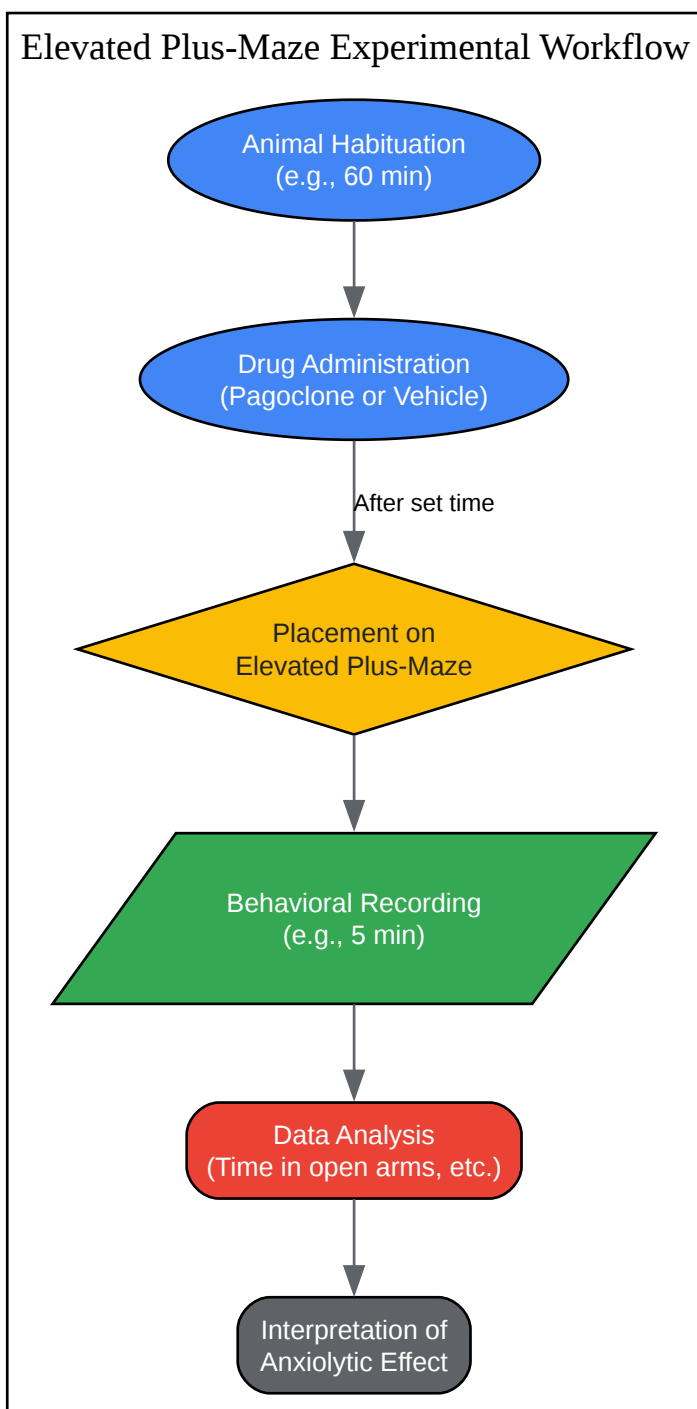 Elevated Plus-Maze Experimental Workflow
Animal Habituation
(e.g., 60 min)
Drug Administration
(Pagoclone or Vehicle)
After set time
Placement on
Elevated Plus-Maze
Behavioral Recording
(e.g., 5 min)
Data Analysis
(Time in open arms, etc.)
Interpretation of
Anxiolytic Effect